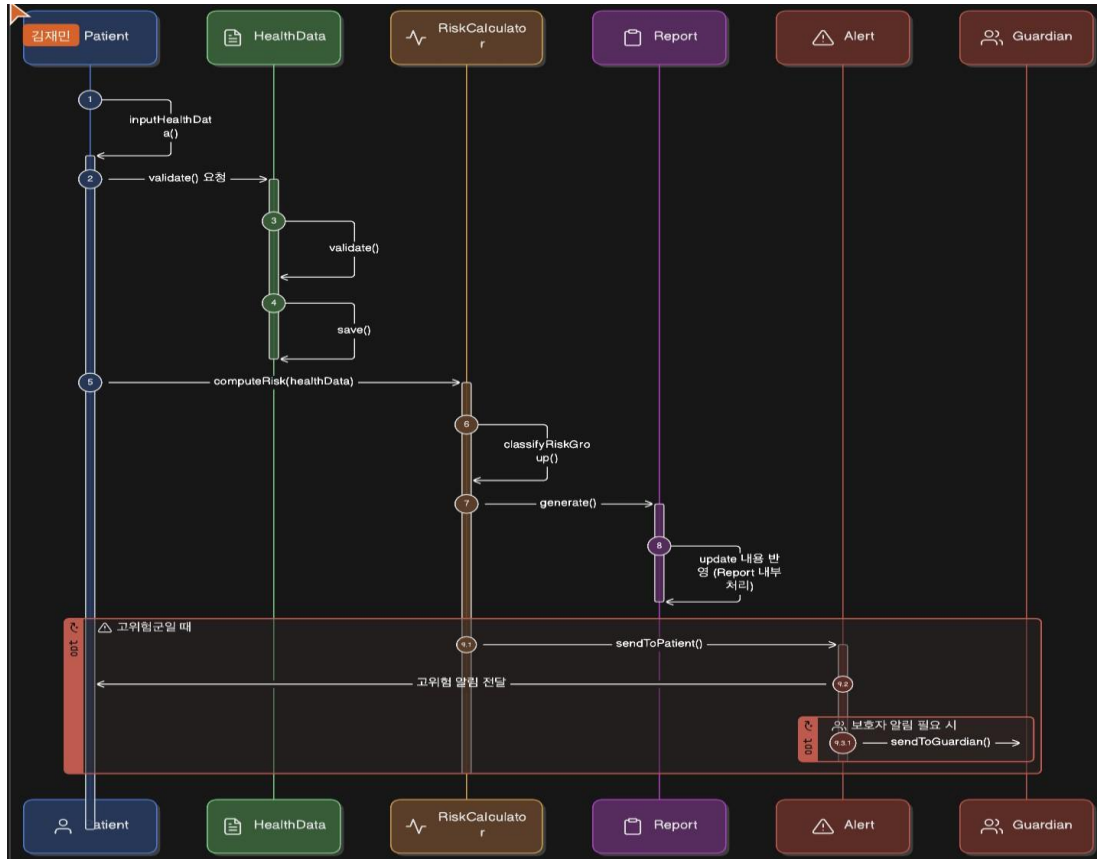 김재민 Patient
HealthData
RiskCalculato
r
Report
Alert
Guardian
1
inputHealthDat
a()
2
validate() 요청
3
validate()
4
save()
5
computeRisk(healthData)
6
classifyRiskGro
up()
7
generate()
8
update 내용 반
영 (Report 내부
처리)
opt
고위험군일 때
9.1
sendToPatient()
고위험 알림 전달
9.2
opt
보호자 알림 필요 시
9.3.1
sendToGuardian()
atient
HealthData
RiskCalculato
r
Report
Alert
Guardian